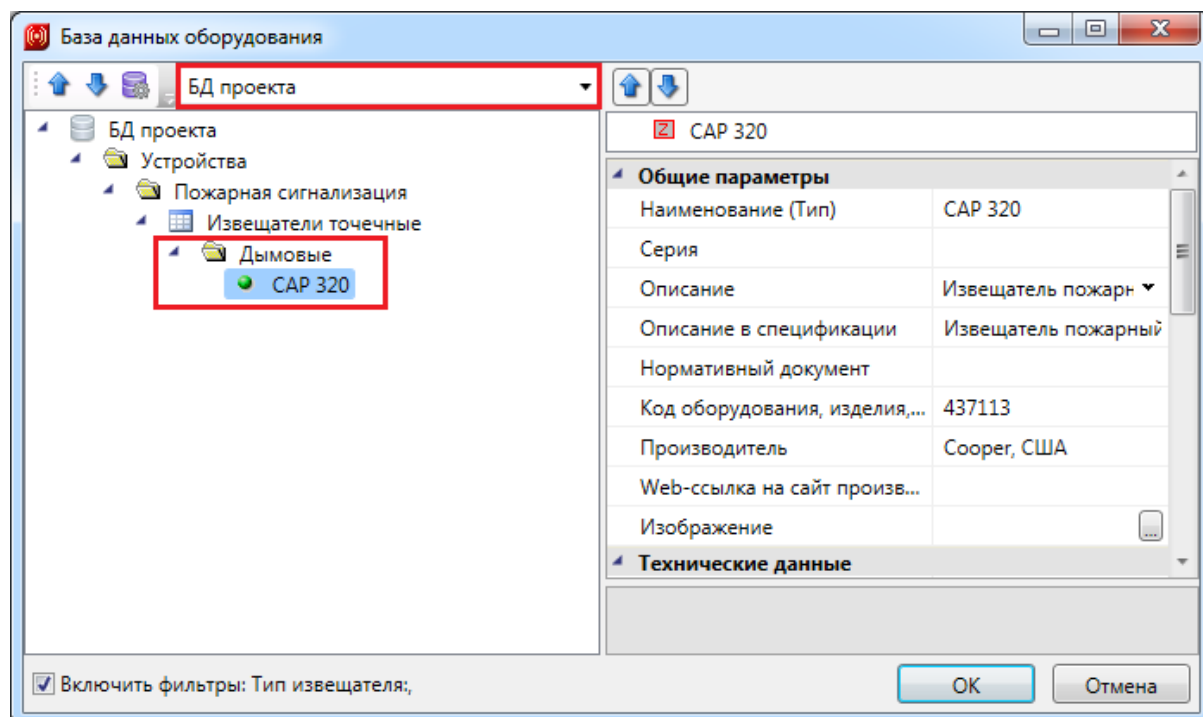 База данных оборудования
БД проекта
БД проекта
Устройства
Пожарная сигнализация
Извещатели точечные
Дымовые
CAP 320
Z CAP 320
Общие параметры
Наименование (Тип) CAP 320
Серия
Описание Извещатель пожарн
Описание в спецификации Извещатель пожарный
Нормативный документ
Код оборудования, изделия,... 437113
Производитель Cooper, США
Web-ссылка на сайт произв...
Изображение ...
Технические данные
Включить фильтры: Тип извещателя:,
OK Отмена